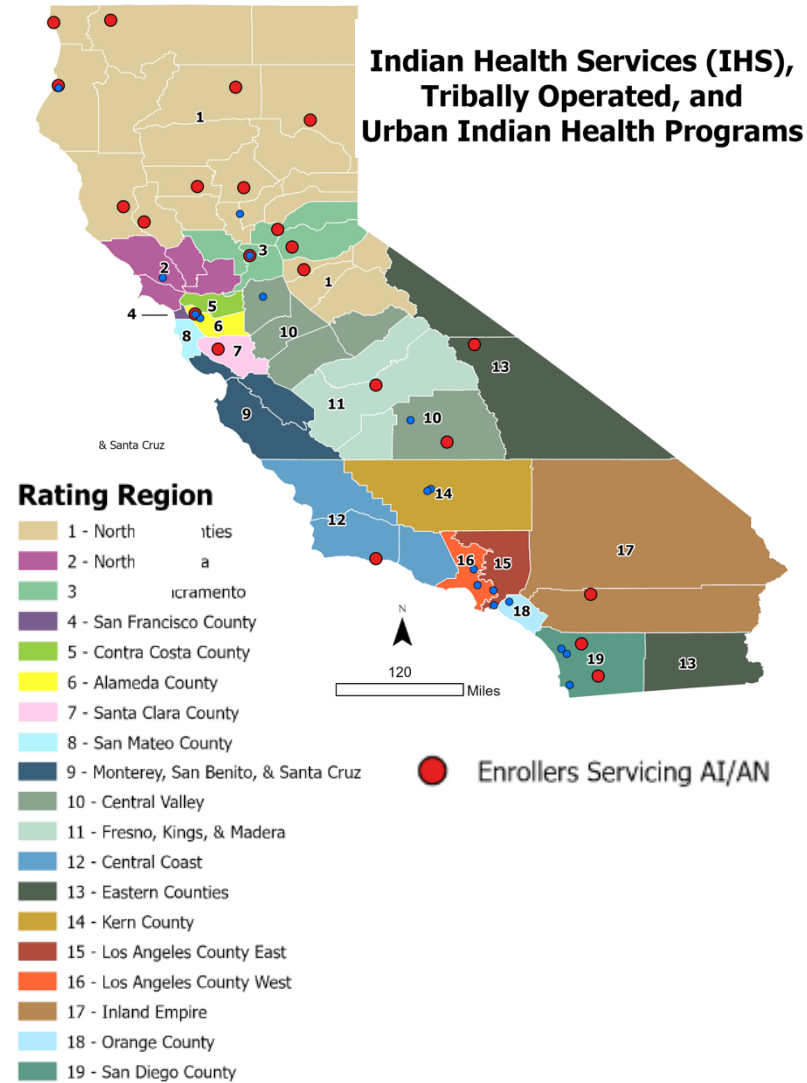 Indian Health Services (IHS),
Tribally Operated, and
Urban Indian Health Programs
1
2
3
1
4
5
6
8
7
10
13
11
10
9
& Santa Cruz
14
12
16
15
17
18
19
13
N
120
Miles
Rating Region
1 - North ties
2 - North a
3 cramento
4 - San Francisco County
5 - Contra Costa County
6 - Alameda County
7 - Santa Clara County
8 - San Mateo County
9 - Monterey, San Benito, & Santa Cruz
10 - Central Valley
11 - Fresno, Kings, & Madera
12 - Central Coast
13 - Eastern Counties
14 - Kern County
15 - Los Angeles County East
16 - Los Angeles County West
17 - Inland Empire
18 - Orange County
19 - San Diego County
Enrollers Servicing AI/AN